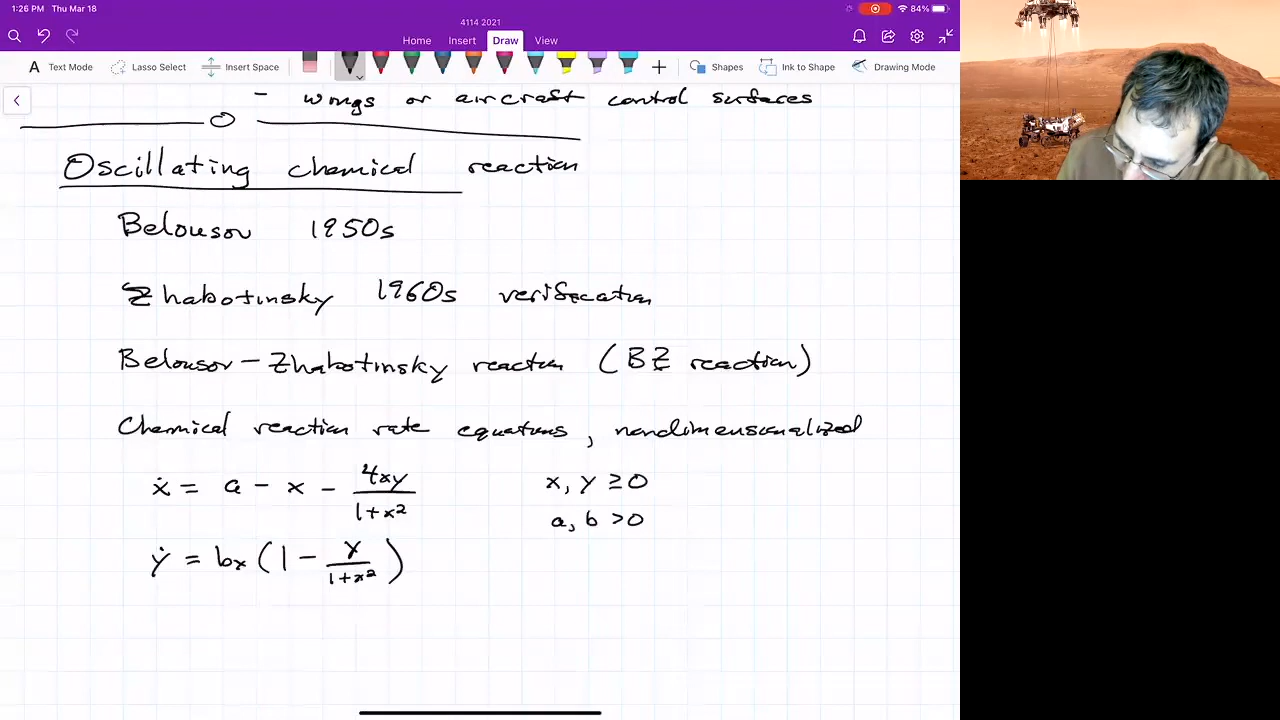 1:26 PM Thu Mar 18
84%
4114 2021
Home Insert Draw View
A Text Mode Lasso Select Insert Space Shapes Ink to Shape Drawing Mode
- wings or aircraft control surfaces
Oscillating chemical reaction
Belousov 1950s
Zhabotinsky 1960s verification
Belousov - Zhabotinsky reaction (BZ reaction)
Chemical reaction rate equations, nondimensionalized
ẋ = a - x - 4xy / 1+x² x, y ≥ 0
a, b > 0
ẏ = bx (1 - y / 1+x²)